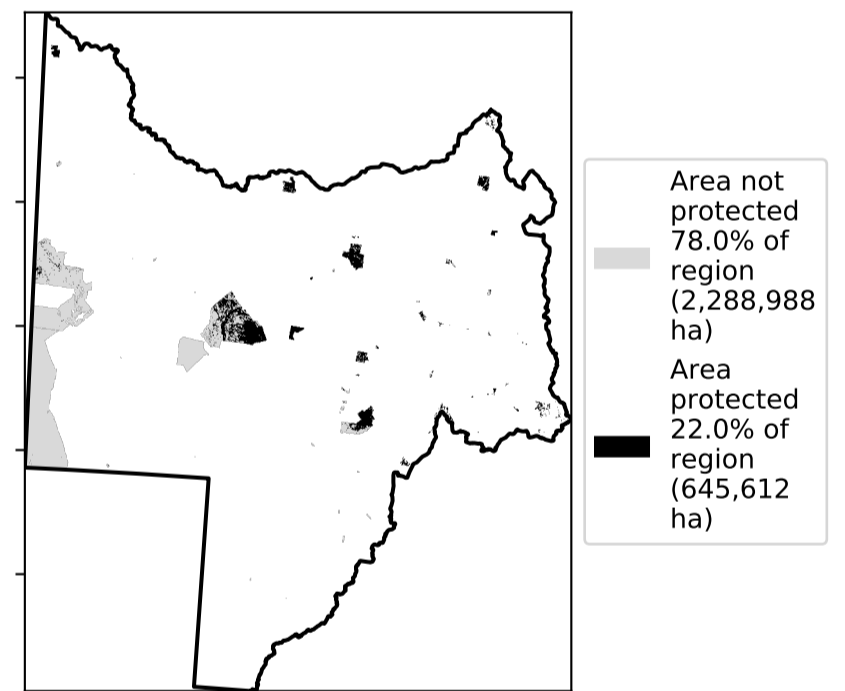 Area not
protected
78.0% of
region
(2,288,988
ha)
Area
protected
22.0% of
region
(645,612
ha)